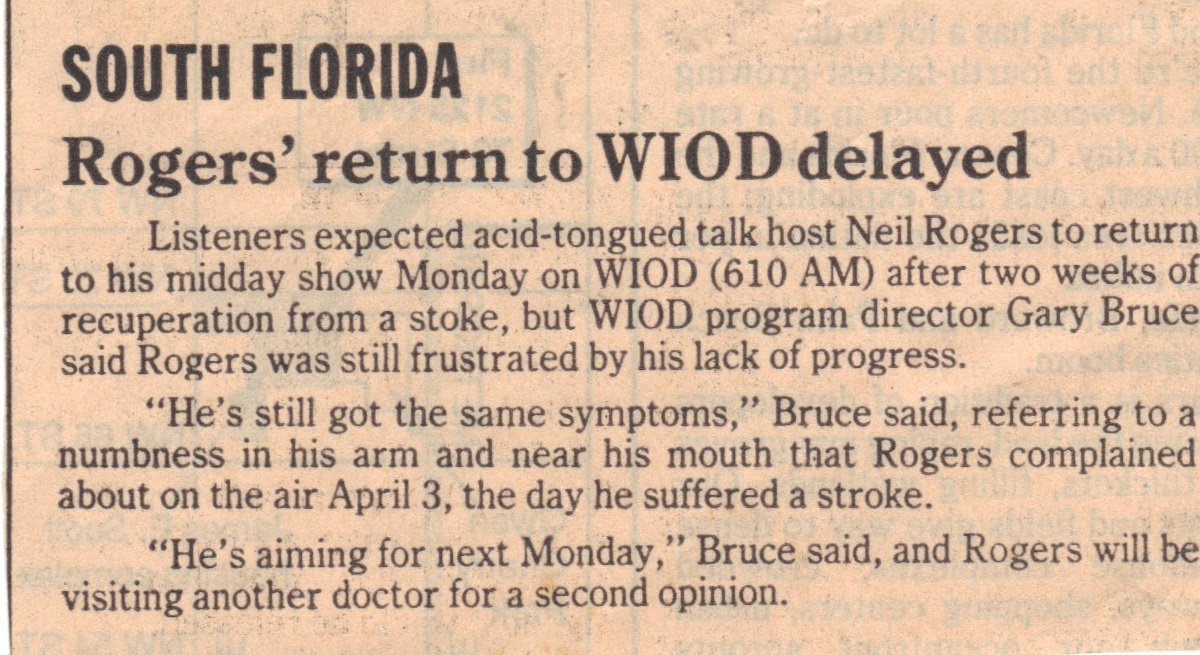 SOUTH FLORIDA
Rogers' return to WIOD delayed
Listeners expected acid-tongued talk host Neil Rogers to return
to his midday show Monday on WIOD (610 AM) after two weeks of
recuperation from a stoke, but WIOD program director Gary Bruce
said Rogers was still frustrated by his lack of progress.
"He's still got the same symptoms," Bruce said, referring to a
numbness in his arm and near his mouth that Rogers complained
about on the air April 3, the day he suffered a stroke.
"He's aiming for next Monday," Bruce said, and Rogers will be
visiting another doctor for a second opinion.